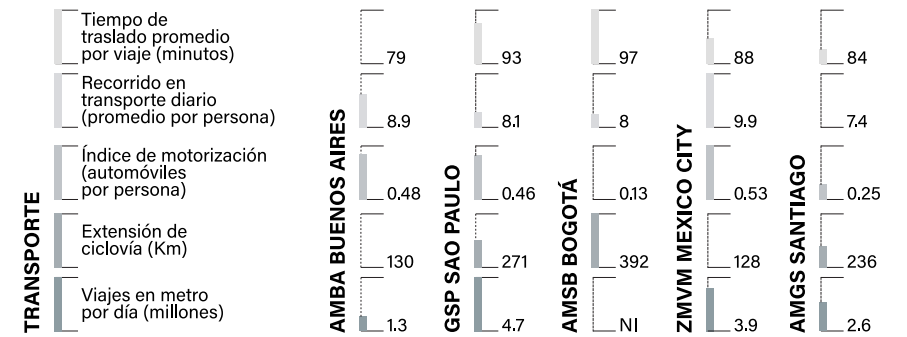 TRANSPORTE
Tiempo de
traslado promedio
por viaje (minutos)
Recorrido en
transporte diario
(promedio por persona)
Índice de motorización
(automóviles
por persona)
Extensión de
ciclovía (Km)
Viajes en metro
por día (millones)
AMBA BUENOS AIRES
79
8.9
0.48
130
1.3
GSP SAO PAULO
93
8.1
0.46
271
4.7
AMSB BOGOTÁ
97
8
0.13
392
NI
ZMVM MEXICO CITY
88
9.9
0.53
128
3.9
AMGS SANTIAGO
84
7.4
0.25
236
2.6